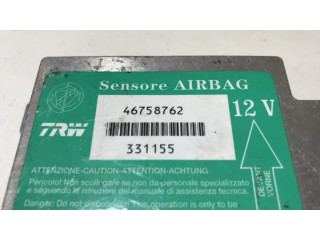 Sensore AIRBAG
46758762
12 V
TRW
331155
DEVANT
VORNE
ATTENZIONE-CAUTION-ATTENTION-ACHTUNG
Pericolo! Non scollegare se non da personale specializzato
e seguendo le istruzioni del manuale di assistenza tecnica.
Danger: Do not disconnect. This operation is only to be